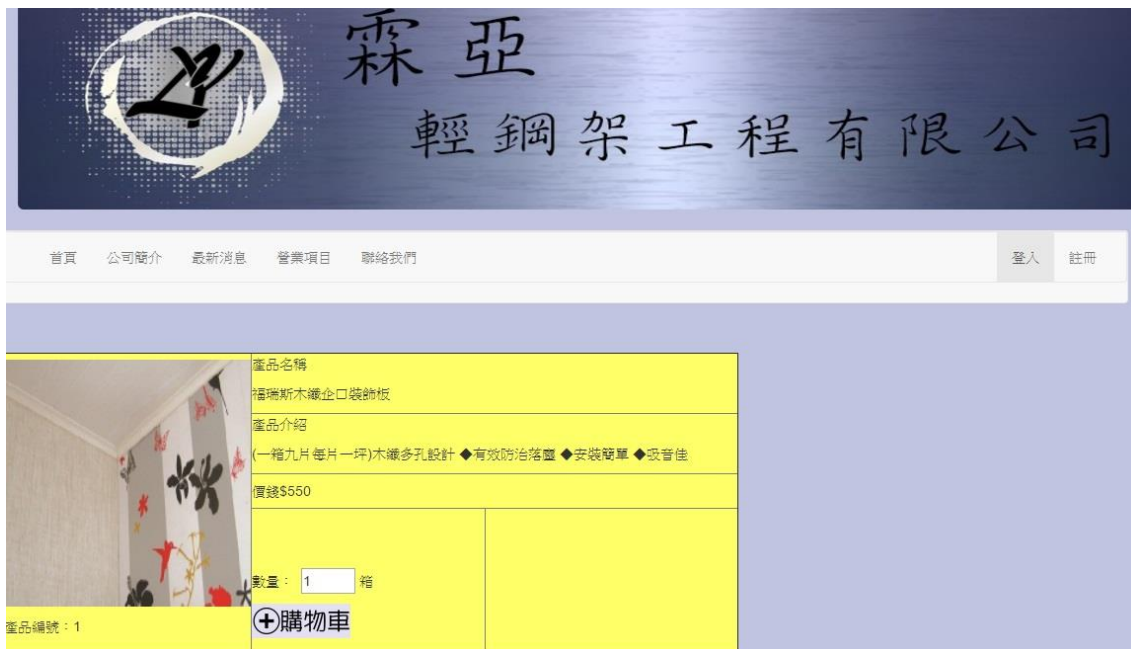 霖亞
輕鋼架工程有限公司
首頁 公司簡介 最新消息 營業項目 聯絡我們 登入 註冊
產品名稱
福瑞斯木纖企口裝飾板
產品介紹
(一箱九片每片一坪)木纖多孔設計 ◆有效防治落塵 ◆安裝簡單 ◆吸音佳
價錢$550
數量： 1 箱
購物車
產品編號：1